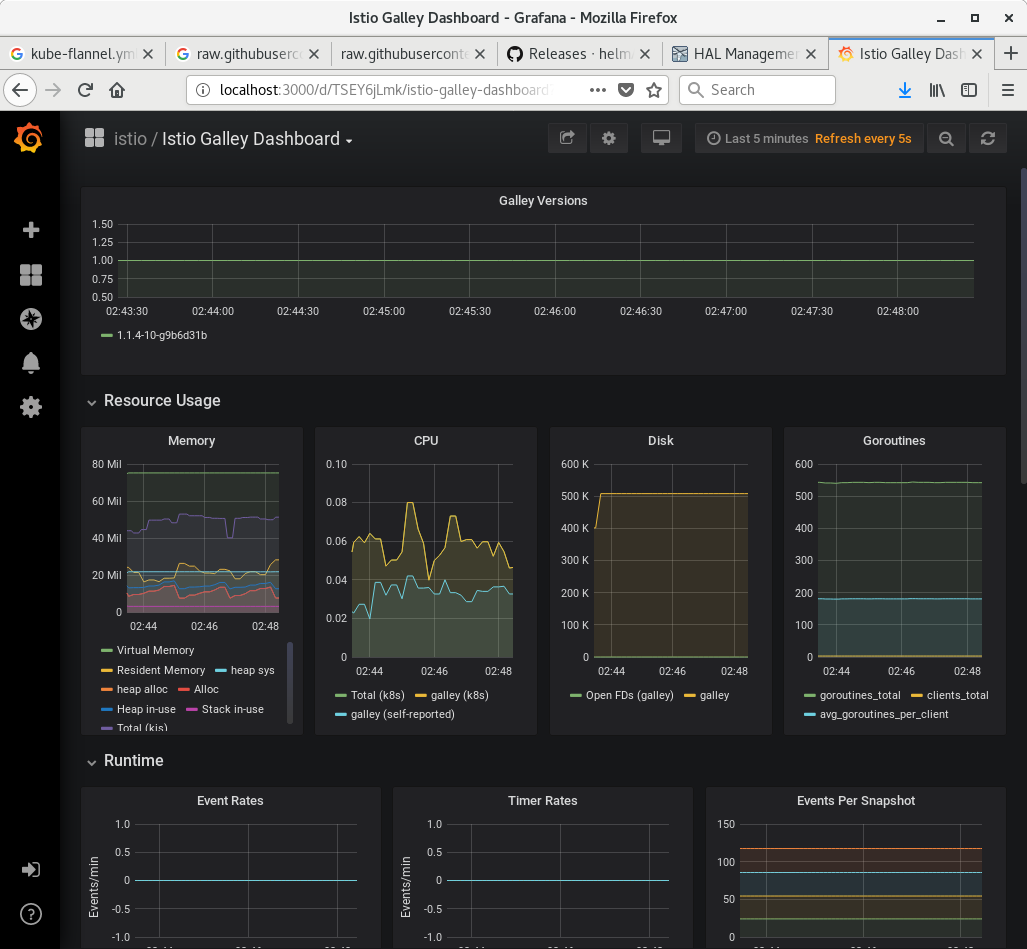 Istio Galley Dashboard - Grafana - Mozilla Firefox
kube-flannel.ym raw.githubuserc raw.githubuserconte Releases · helm HAL Managemen Istio Galley Dash
localhost:3000/d/TSEY6jLmk/istio-galley-dashboard Search
istio / Istio Galley Dashboard
Last 5 minutes Refresh every 5s
Galley Versions
1.50
1.25
1.00
0.75
0.50
02:43:30 02:44:00 02:44:30 02:45:00 02:45:30 02:46:00 02:46:30 02:47:00 02:47:30 02:48:00
1.1.4-10-g9b6d31b
Resource Usage
Memory
80 Mil
60 Mil
40 Mil
20 Mil
0
02:44 02:46 02:48
Virtual Memory
Resident Memory heap sys
heap alloc Alloc
Heap in-use Stack in-use
Total (kis)
CPU
0.10
0.08
0.06
0.04
0.02
0
02:44 02:46 02:48
Total (k8s) galley (k8s)
galley (self-reported)
Disk
600 K
500 K
400 K
300 K
200 K
100 K
0
02:44 02:46 02:48
Open FDs (galley) galley
Goroutines
600
500
400
300
200
100
0
02:44 02:46 02:48
goroutines_total clients_total
avg_goroutines_per_client
Runtime
Event Rates
Events/min
1.0
0.5
0
-0.5
-1.0
Timer Rates
Events/min
1.0
0.5
0
-0.5
-1.0
Events Per Snapshot
150
100
50
0